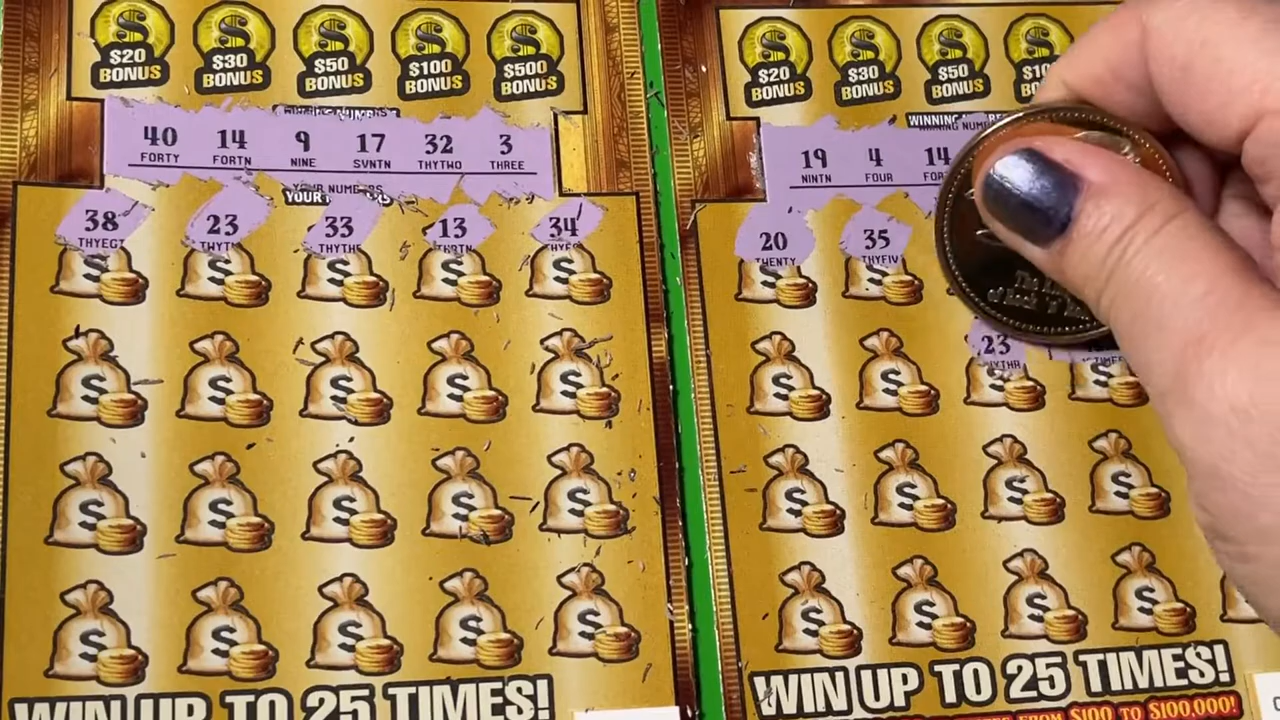 $20 BONUS
$30 BONUS
$50 BONUS
$100 BONUS
$500 BONUS
40 14 9 17 32 3
FORTY FORTN NINE SVNTN THYTWO THREE
YOUR NUMBERS
38 23 33 13 34
THYEGT
WIN UP TO 25 TIMES!
$20 BONUS
$30 BONUS
$50 BONUS
BONUS
WINNING
19 4 14
NINTN FOUR
20 35
TWENTY THYFIV
23
WIN UP TO 25 TIMES!
FROM $100 TO $100,000!